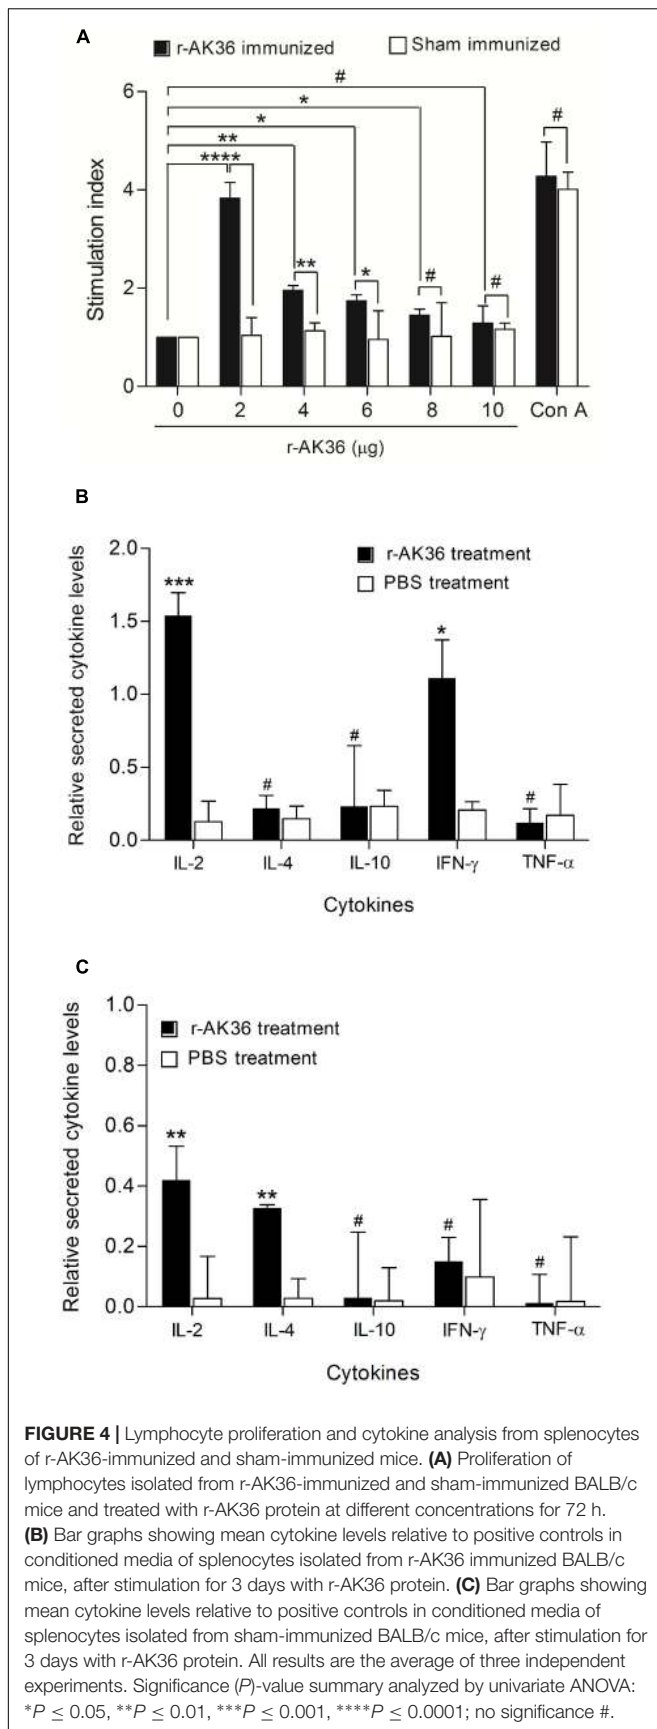 A
r-AK36 immunized
Sham immunized
#
*
*
**
****
#
6
4
2
0
Stimulation index
**
*
#
#
0 2 4 6 8 10 Con A
r-AK36 (μg)
B
r-AK36 treatment
PBS treatment
2.0
1.5
1.0
0.5
0.0
Relative secreted cytokine levels
***
#
#
*
#
IL-2 IL-4 IL-10 IFN-γ TNF-α
Cytokines
C
r-AK36 treatment
PBS treatment
1.0
0.8
0.6
0.4
0.2
0.0
Relative secreted cytokine levels
**
**
#
#
#
IL-2 IL-4 IL-10 IFN-γ TNF-α
Cytokines
FIGURE 4 | Lymphocyte proliferation and cytokine analysis from splenocytes
of r-AK36-immunized and sham-immunized mice. (A) Proliferation of
lymphocytes isolated from r-AK36-immunized and sham-immunized BALB/c
mice and treated with r-AK36 protein at different concentrations for 72 h.
(B) Bar graphs showing mean cytokine levels relative to positive controls in
conditioned media of splenocytes isolated from r-AK36 immunized BALB/c
mice, after stimulation for 3 days with r-AK36 protein. (C) Bar graphs showing
mean cytokine levels relative to positive controls in conditioned media of
splenocytes isolated from sham-immunized BALB/c mice, after stimulation for
3 days with r-AK36 protein. All results are the average of three independent
experiments. Significance (P)-value summary analyzed by univariate ANOVA:
*P ≤ 0.05, **P ≤ 0.01, ***P ≤ 0.001, ****P ≤ 0.0001; no significance #.